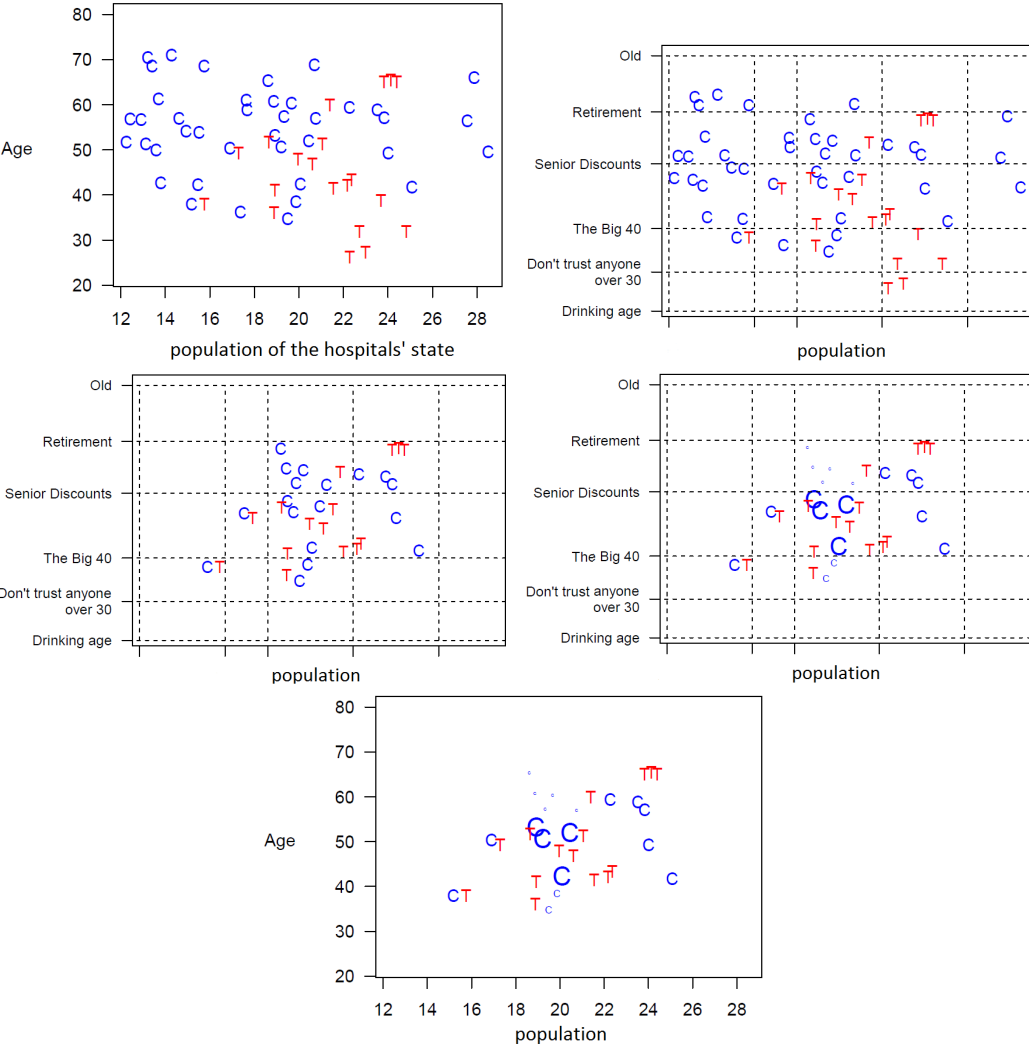 80
70
60
50
40
30
20
Age
12 14 16 18 20 22 24 26 28
population of the hospitals' state
Old
Retirement
Senior Discounts
The Big 40
Don't trust anyone
over 30
Drinking age
population
Old
Retirement
Senior Discounts
The Big 40
Don't trust anyone
over 30
Drinking age
population
Old
Retirement
Senior Discounts
The Big 40
Don't trust anyone
over 30
Drinking age
population
80
70
60
50
40
30
20
Age
12 14 16 18 20 22 24 26 28
population